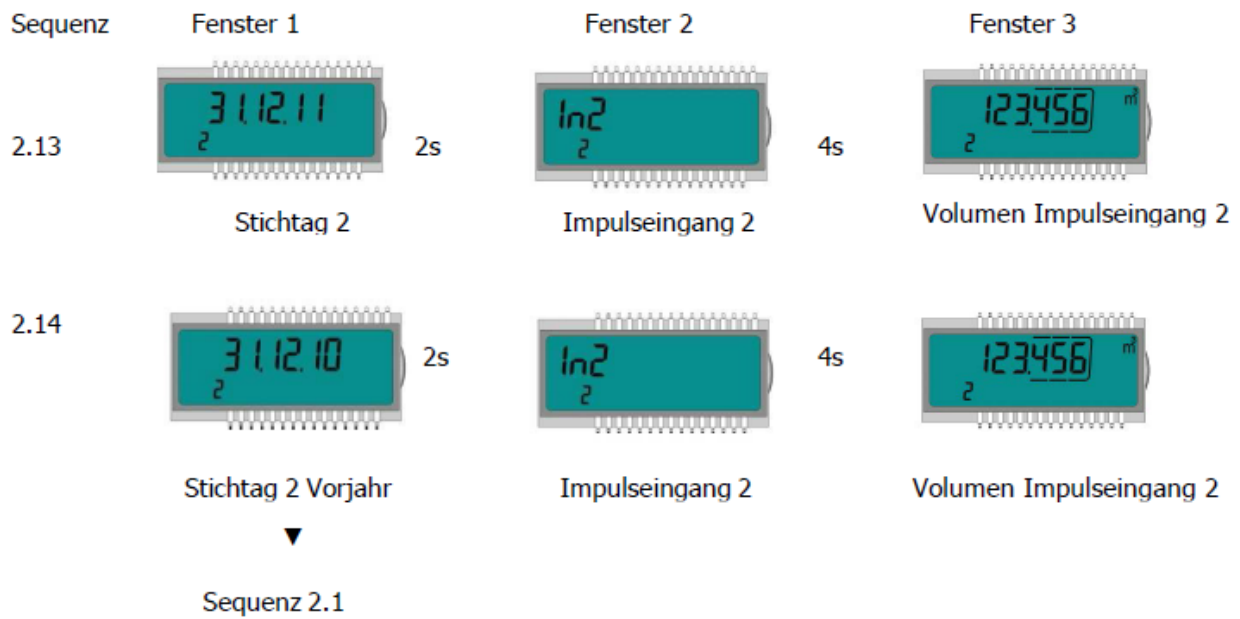 Sequenz Fenster 1 Fenster 2 Fenster 3
31.12.11 In2 123.456 m³
2 2 2
2.13 2s 4s
Stichtag 2 Impulseingang 2 Volumen Impulseingang 2
2.14
31.12.10 2s In2 4s 123.456 m³
2 2 2
Stichtag 2 Vorjahr Impulseingang 2 Volumen Impulseingang 2
▼
Sequenz 2.1